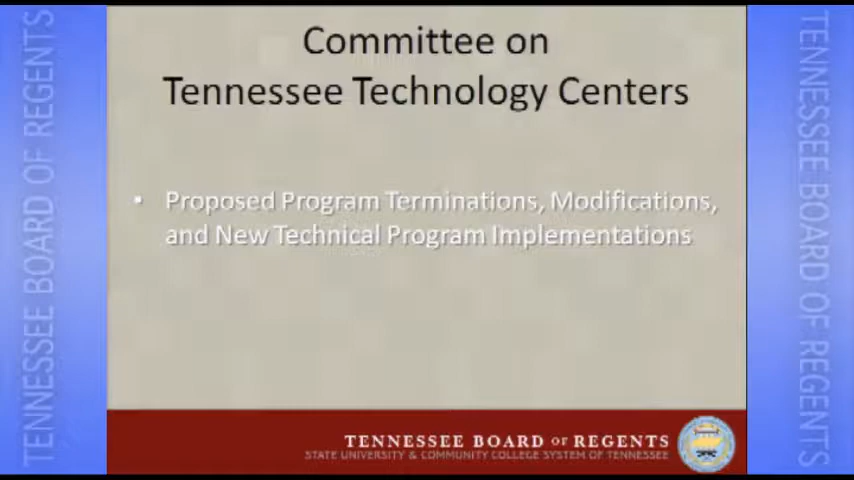 Committee on
Tennessee Technology Centers
• Proposed Program Terminations, Modifications,
and New Technical Program Implementations
TENNESSEE BOARD OF REGENTS
STATE UNIVERSITY & COMMUNITY COLLEGE SYSTEM OF TENNESSEE
TENNESSEE BOARD OF REGENTS
TENNESSEE BOARD OF REGENTS